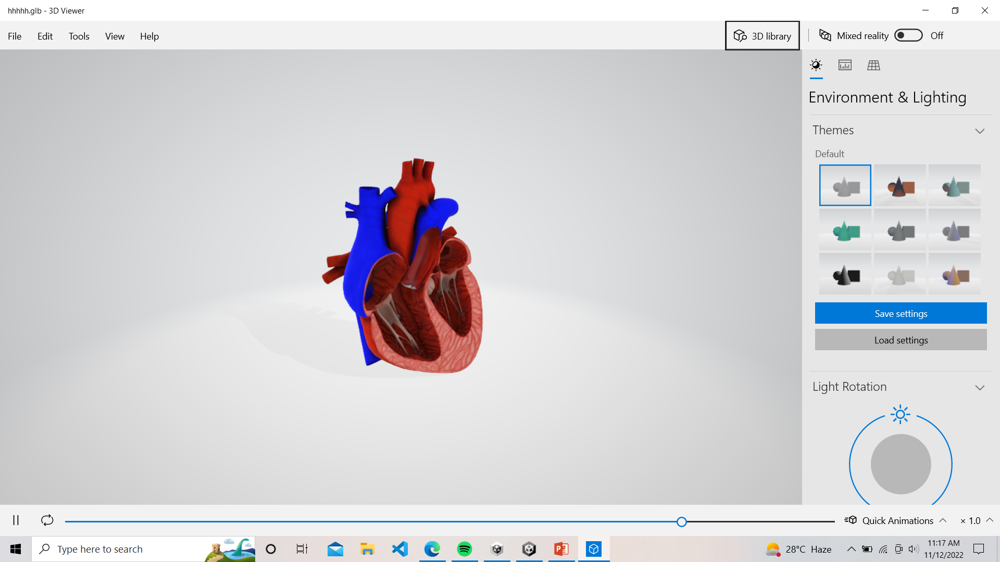 hhhhh.glb - 3D Viewer
File Edit Tools View Help
3D library
Mixed reality Off
Environment & Lighting
Themes
Default
Save settings
Load settings
Light Rotation
Quick Animations
× 1.0
Type here to search
28°C Haze
11:17 AM
11/12/2022